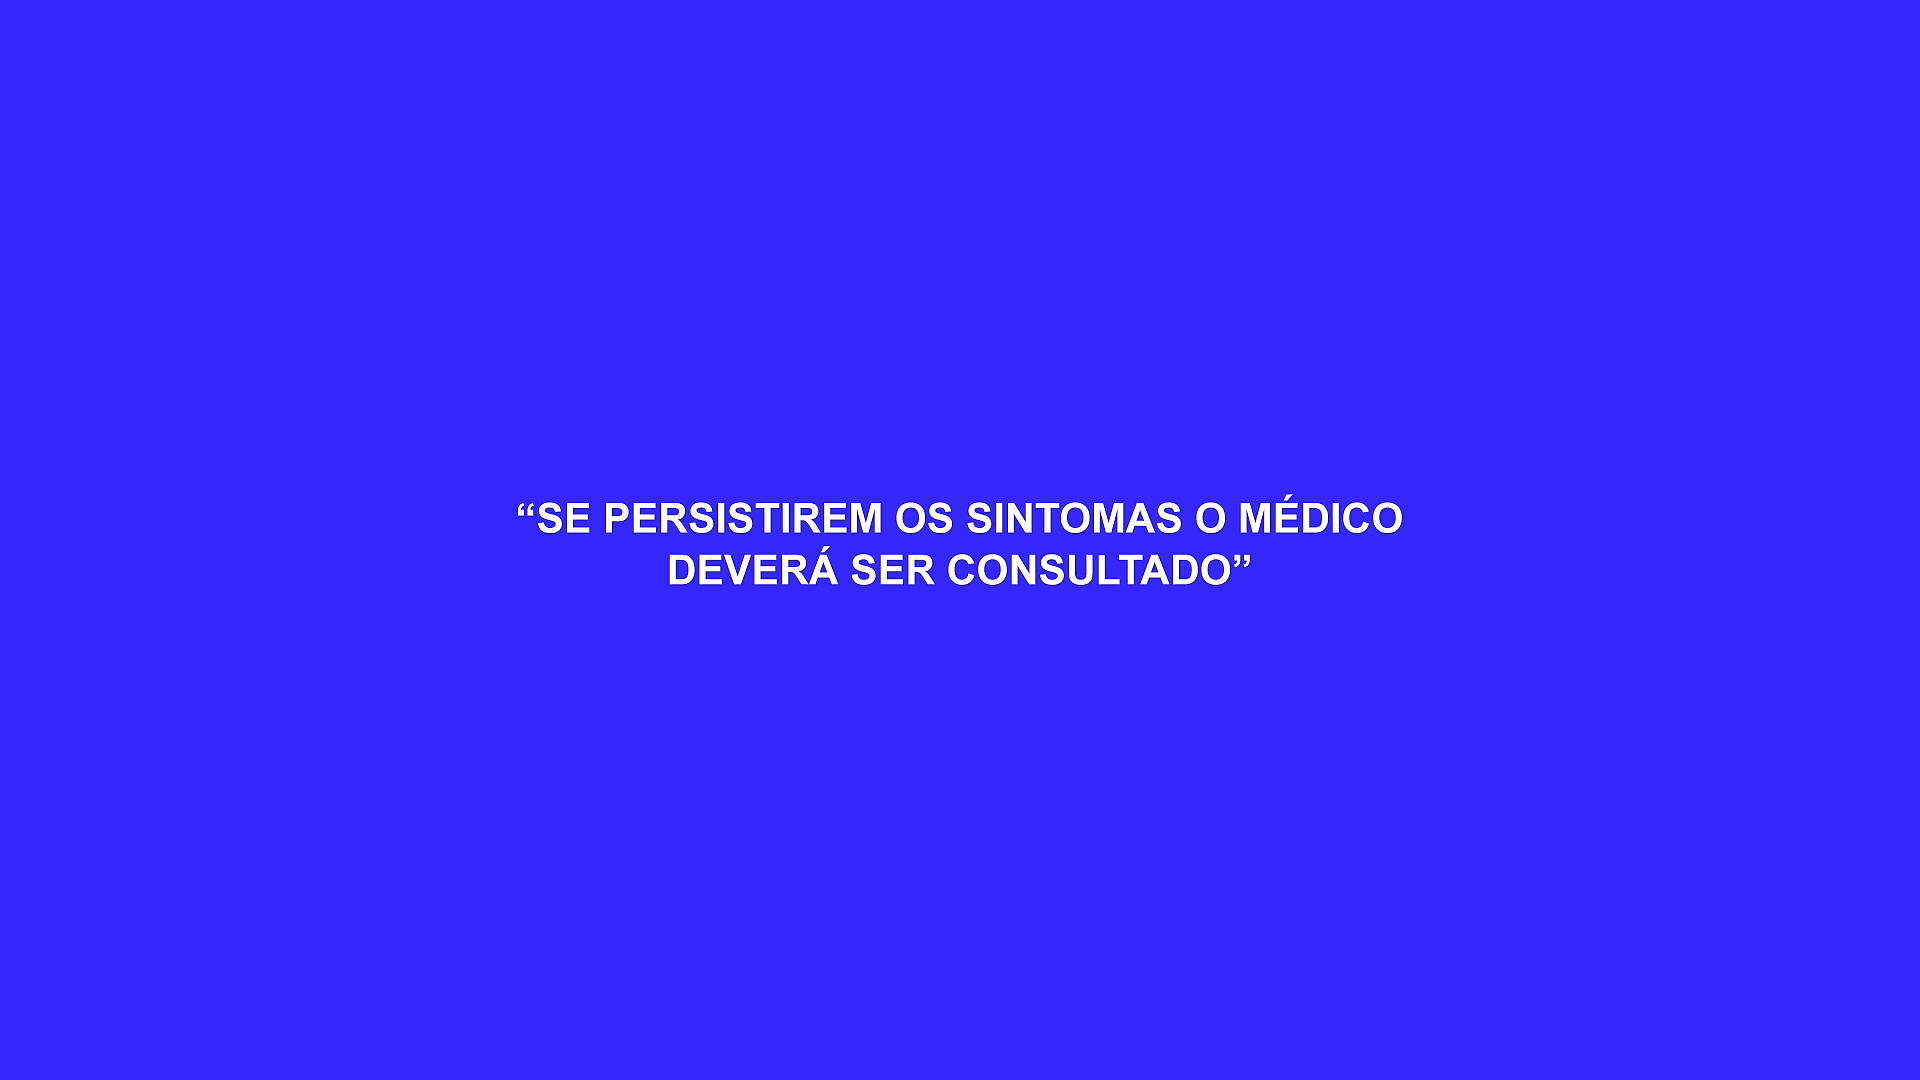 “SE PERSISTIREM OS SINTOMAS O MÉDICO
DEVERÁ SER CONSULTADO”